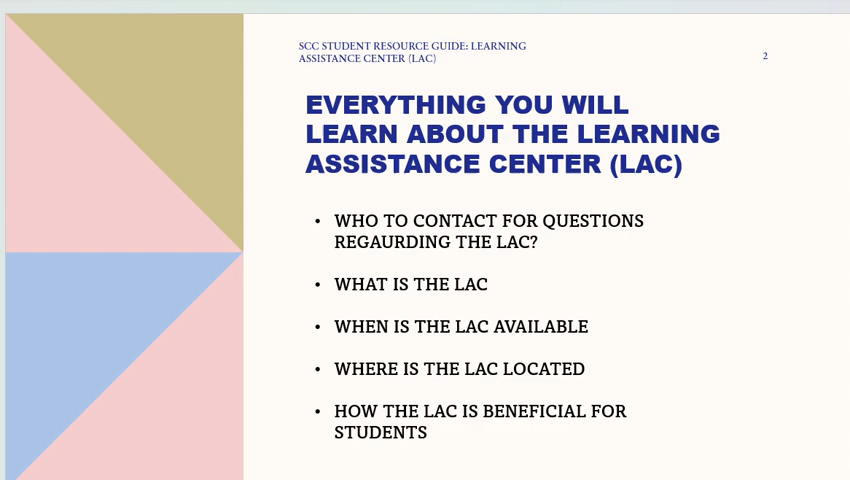 SCC STUDENT RESOURCE GUIDE: LEARNING
ASSISTANCE CENTER (LAC)
2
EVERYTHING YOU WILL
LEARN ABOUT THE LEARNING
ASSISTANCE CENTER (LAC)
• WHO TO CONTACT FOR QUESTIONS
REGAURDING THE LAC?
• WHAT IS THE LAC
• WHEN IS THE LAC AVAILABLE
• WHERE IS THE LAC LOCATED
• HOW THE LAC IS BENEFICIAL FOR
STUDENTS